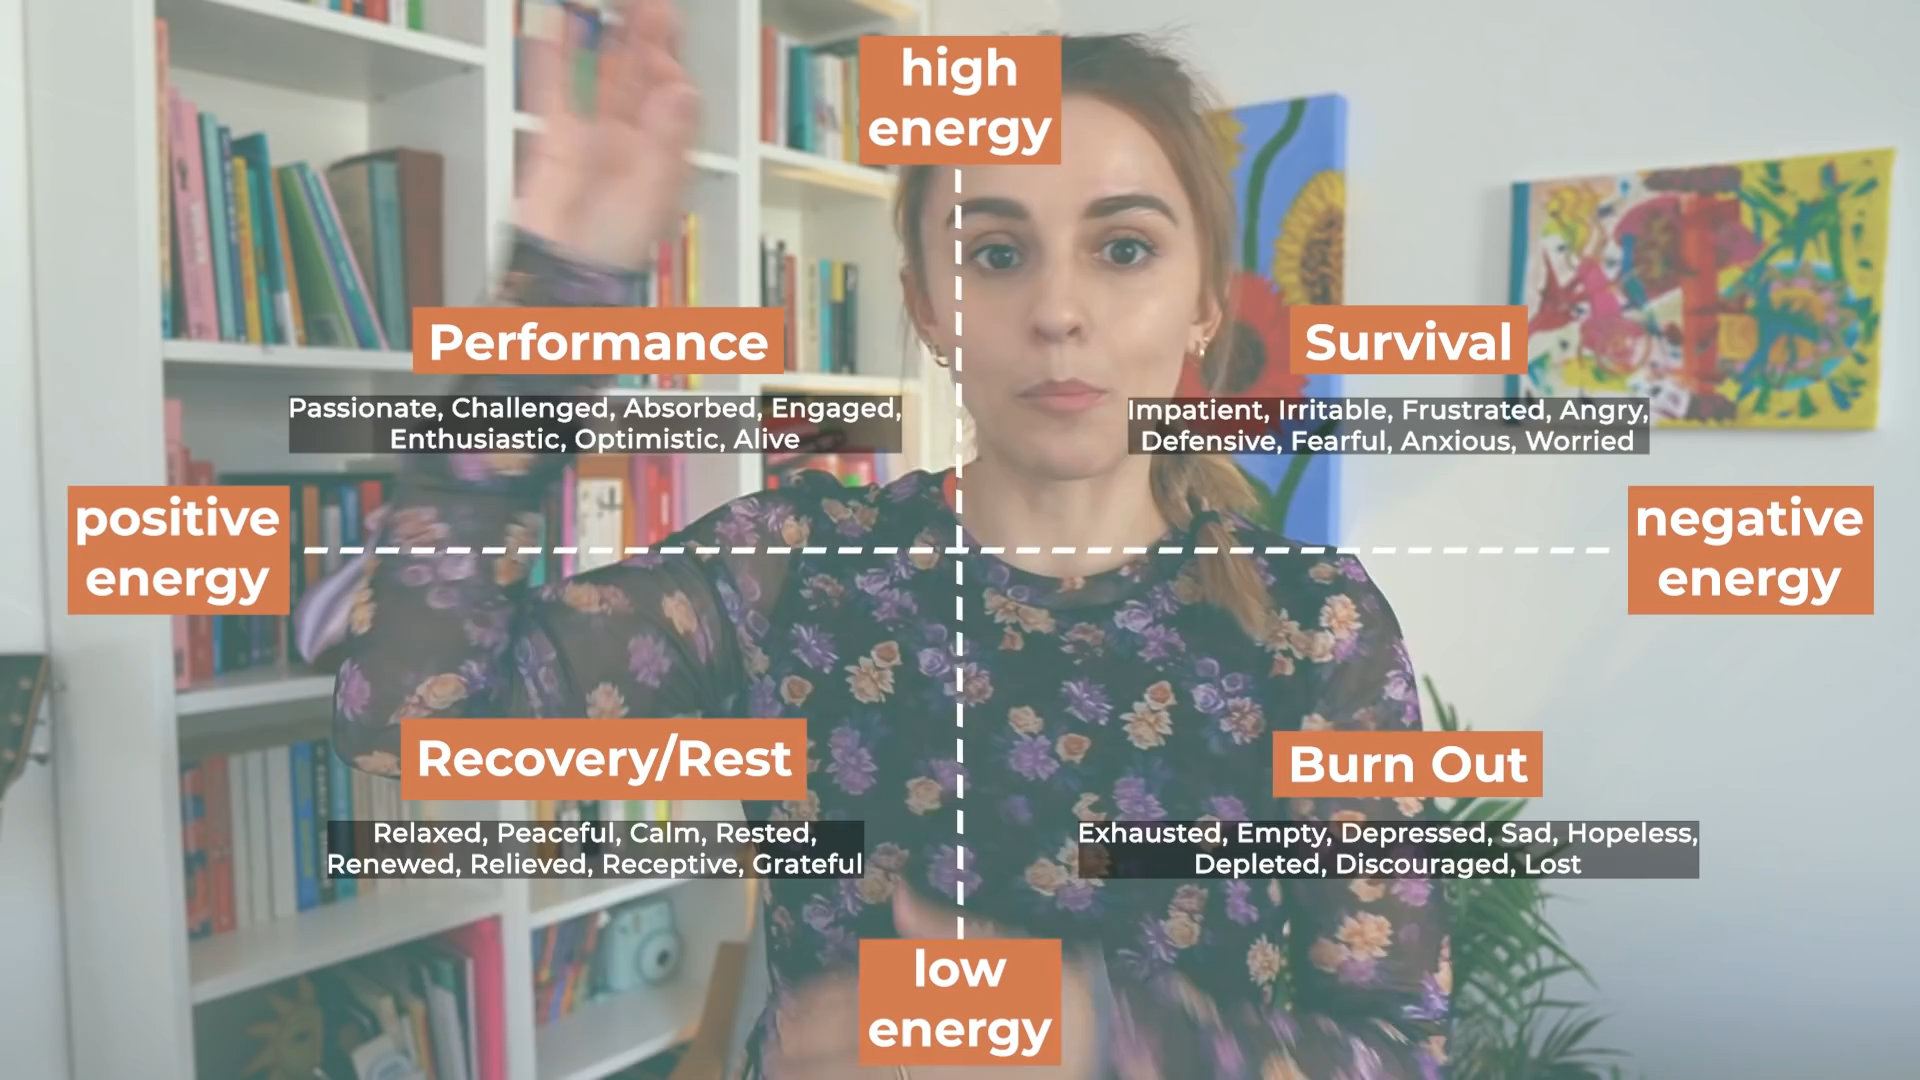 high
energy
Performance
Passionate, Challenged, Absorbed, Engaged,
Enthusiastic, Optimistic, Alive
Survival
Impatient, Irritable, Frustrated, Angry,
Defensive, Fearful, Anxious, Worried
positive
energy
negative
energy
Recovery/Rest
Relaxed, Peaceful, Calm, Rested,
Renewed, Relieved, Receptive, Grateful
Burn Out
Exhausted, Empty, Depressed, Sad, Hopeless,
Depleted, Discouraged, Lost
low
energy